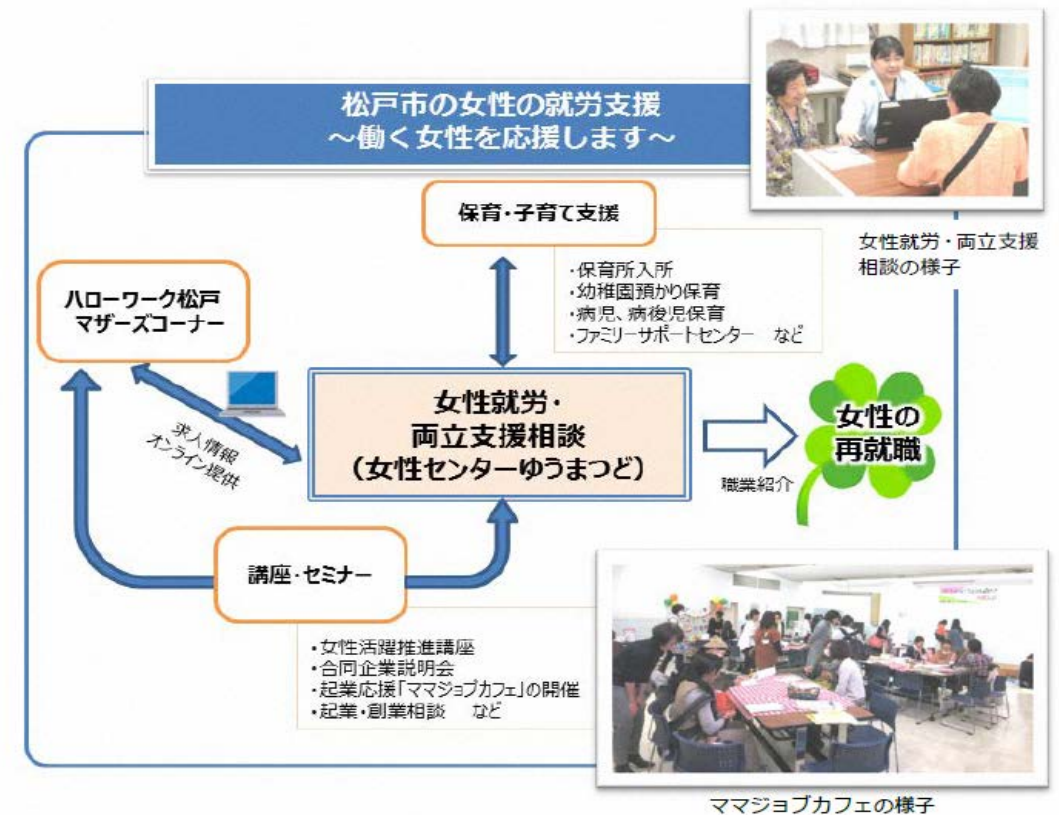 松戸市の女性の就労支援
～働く女性を応援します～
女性就労・両立支援
相談の様子
保育・子育て支援
・保育所入所
・幼稚園預かり保育
・病児、病後児保育
・ファミリーサポートセンター　など
ハローワーク松戸
マザーズコーナー
求人情報
オンライン提供
女性就労・
両立支援相談
（女性センターゆうまつど）
職業紹介
女性の
再就職
講座・セミナー
・女性活躍推進講座
・合同企業説明会
・起業応援「ママジョブカフェ」の開催
・起業・創業相談　など
ママジョブカフェの様子